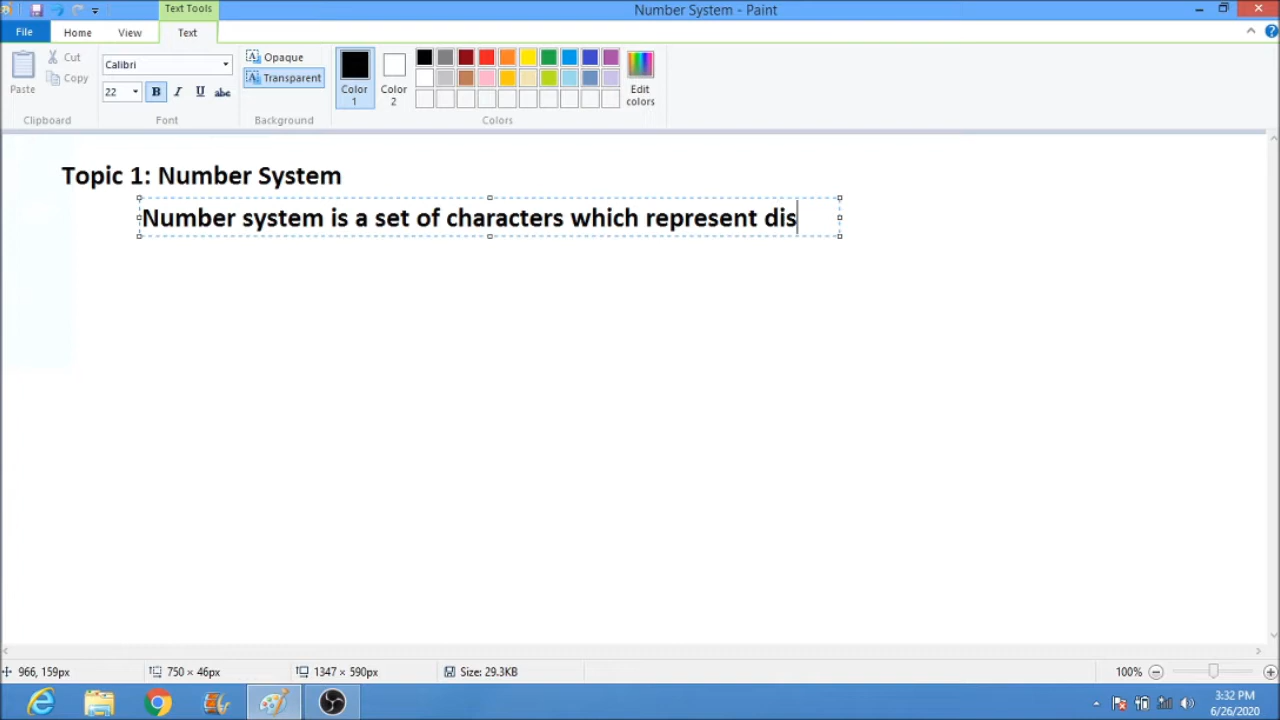 Text Tools
Number System - Paint
File
Home
View
Text
Paste
Cut
Copy
Clipboard
Calibri
22
B I U abc
Font
Opaque
Transparent
Background
Color 1
Color 2
Edit colors
Colors
Topic 1: Number System
Number system is a set of characters which represent dis
966, 159px
750 × 46px
1347 × 590px
Size: 29.3KB
100%
3:32 PM
6/26/2020